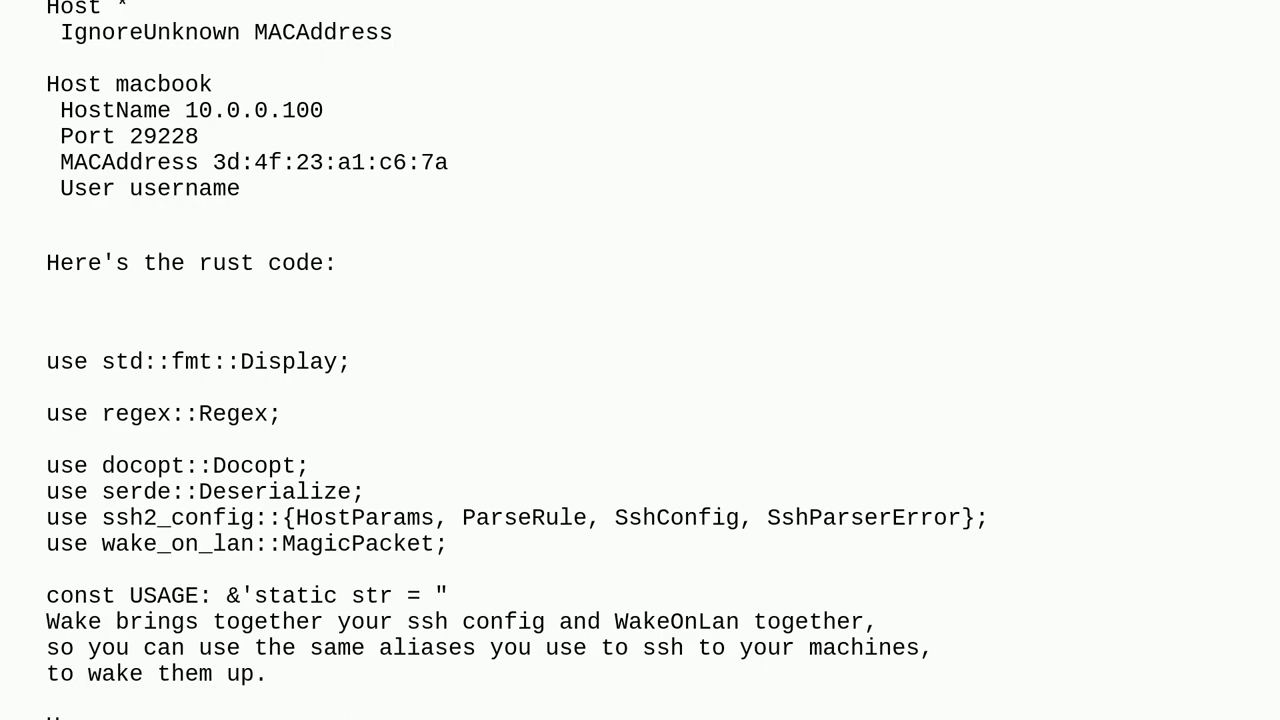 Host *
IgnoreUnknown MACAddress
Host macbook
HostName 10.0.0.100
Port 29228
MACAddress 3d:4f:23:a1:c6:7a
User username
Here's the rust code:
use std::fmt::Display;
use regex::Regex;
use docopt::Docopt;
use serde::Deserialize;
use ssh2_config::{HostParams, ParseRule, SshConfig, SshParserError};
use wake_on_lan::MagicPacket;
const USAGE: &'static str = "
Wake brings together your ssh config and WakeOnLan together,
so you can use the same aliases you use to ssh to your machines,
to wake them up.